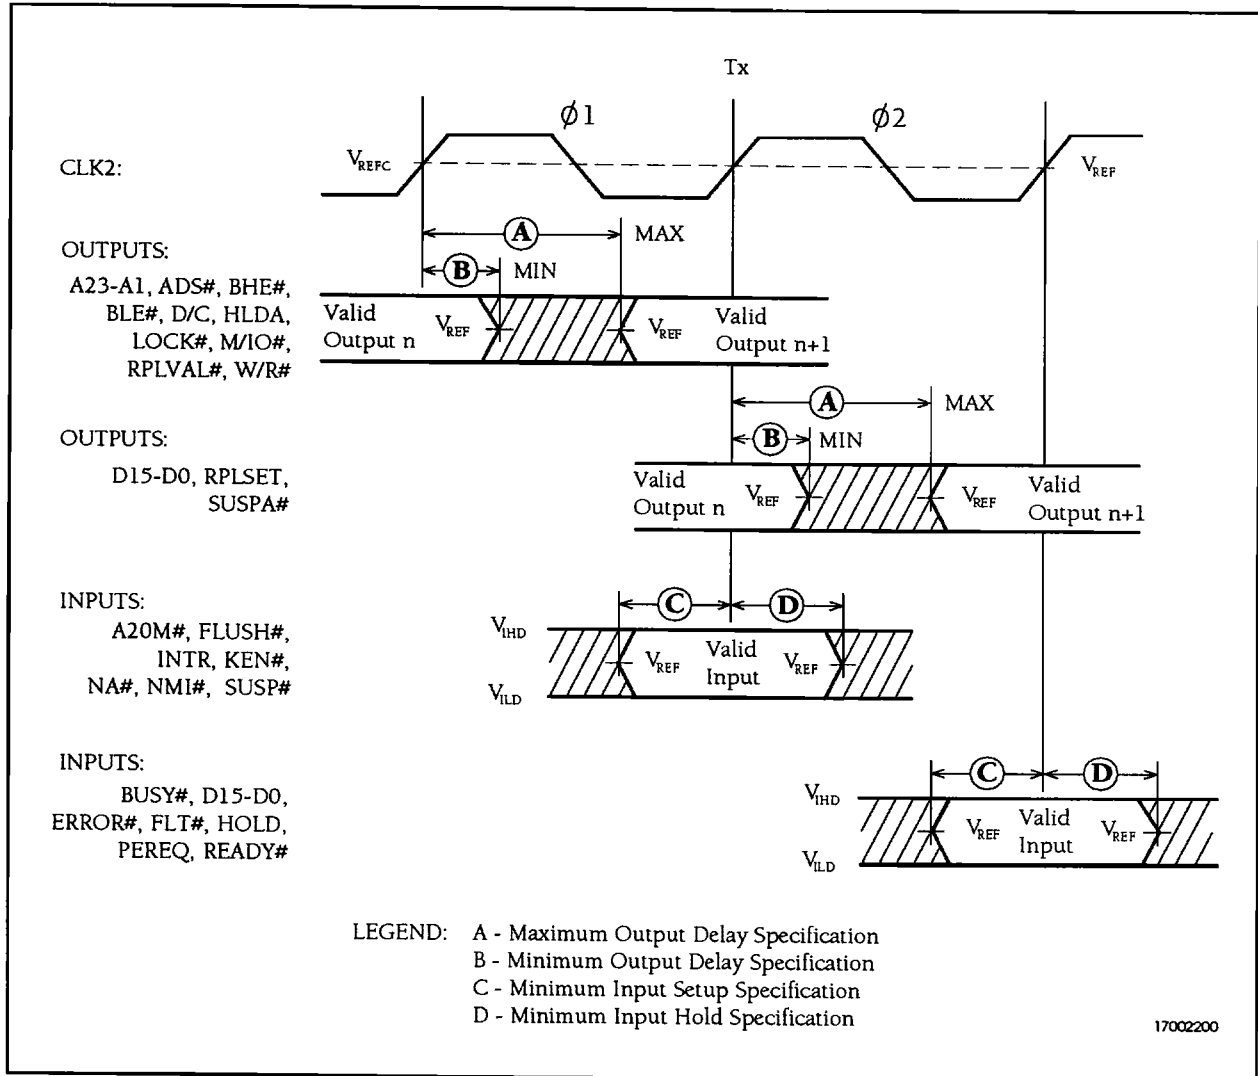 Tx
ϕ1
ϕ2
CLK2:
VREFC
VREF
OUTPUTS:
A23-A1, ADS#, BHE#,
BLE#, D/C, HLDA,
LOCK#, M/IO#,
RPLVAL#, W/R#
A
MAX
B
MIN
Valid
Output n
VREF
VREF
Valid
Output n+1
OUTPUTS:
D15-D0, RPLSET,
SUSPA#
A
MAX
B
MIN
Valid
Output n
VREF
VREF
Valid
Output n+1
INPUTS:
A20M#, FLUSH#,
INTR, KEN#,
NA#, NMI#, SUSP#
C
D
VIHD
VILD
VREF
Valid
Input
VREF
INPUTS:
BUSY#, D15-D0,
ERROR#, FLT#, HOLD,
PEREQ, READY#
C
D
VIHD
VILD
VREF
Valid
Input
VREF
LEGEND: A - Maximum Output Delay Specification
B - Minimum Output Delay Specification
C - Minimum Input Setup Specification
D - Minimum Input Hold Specification
17002200